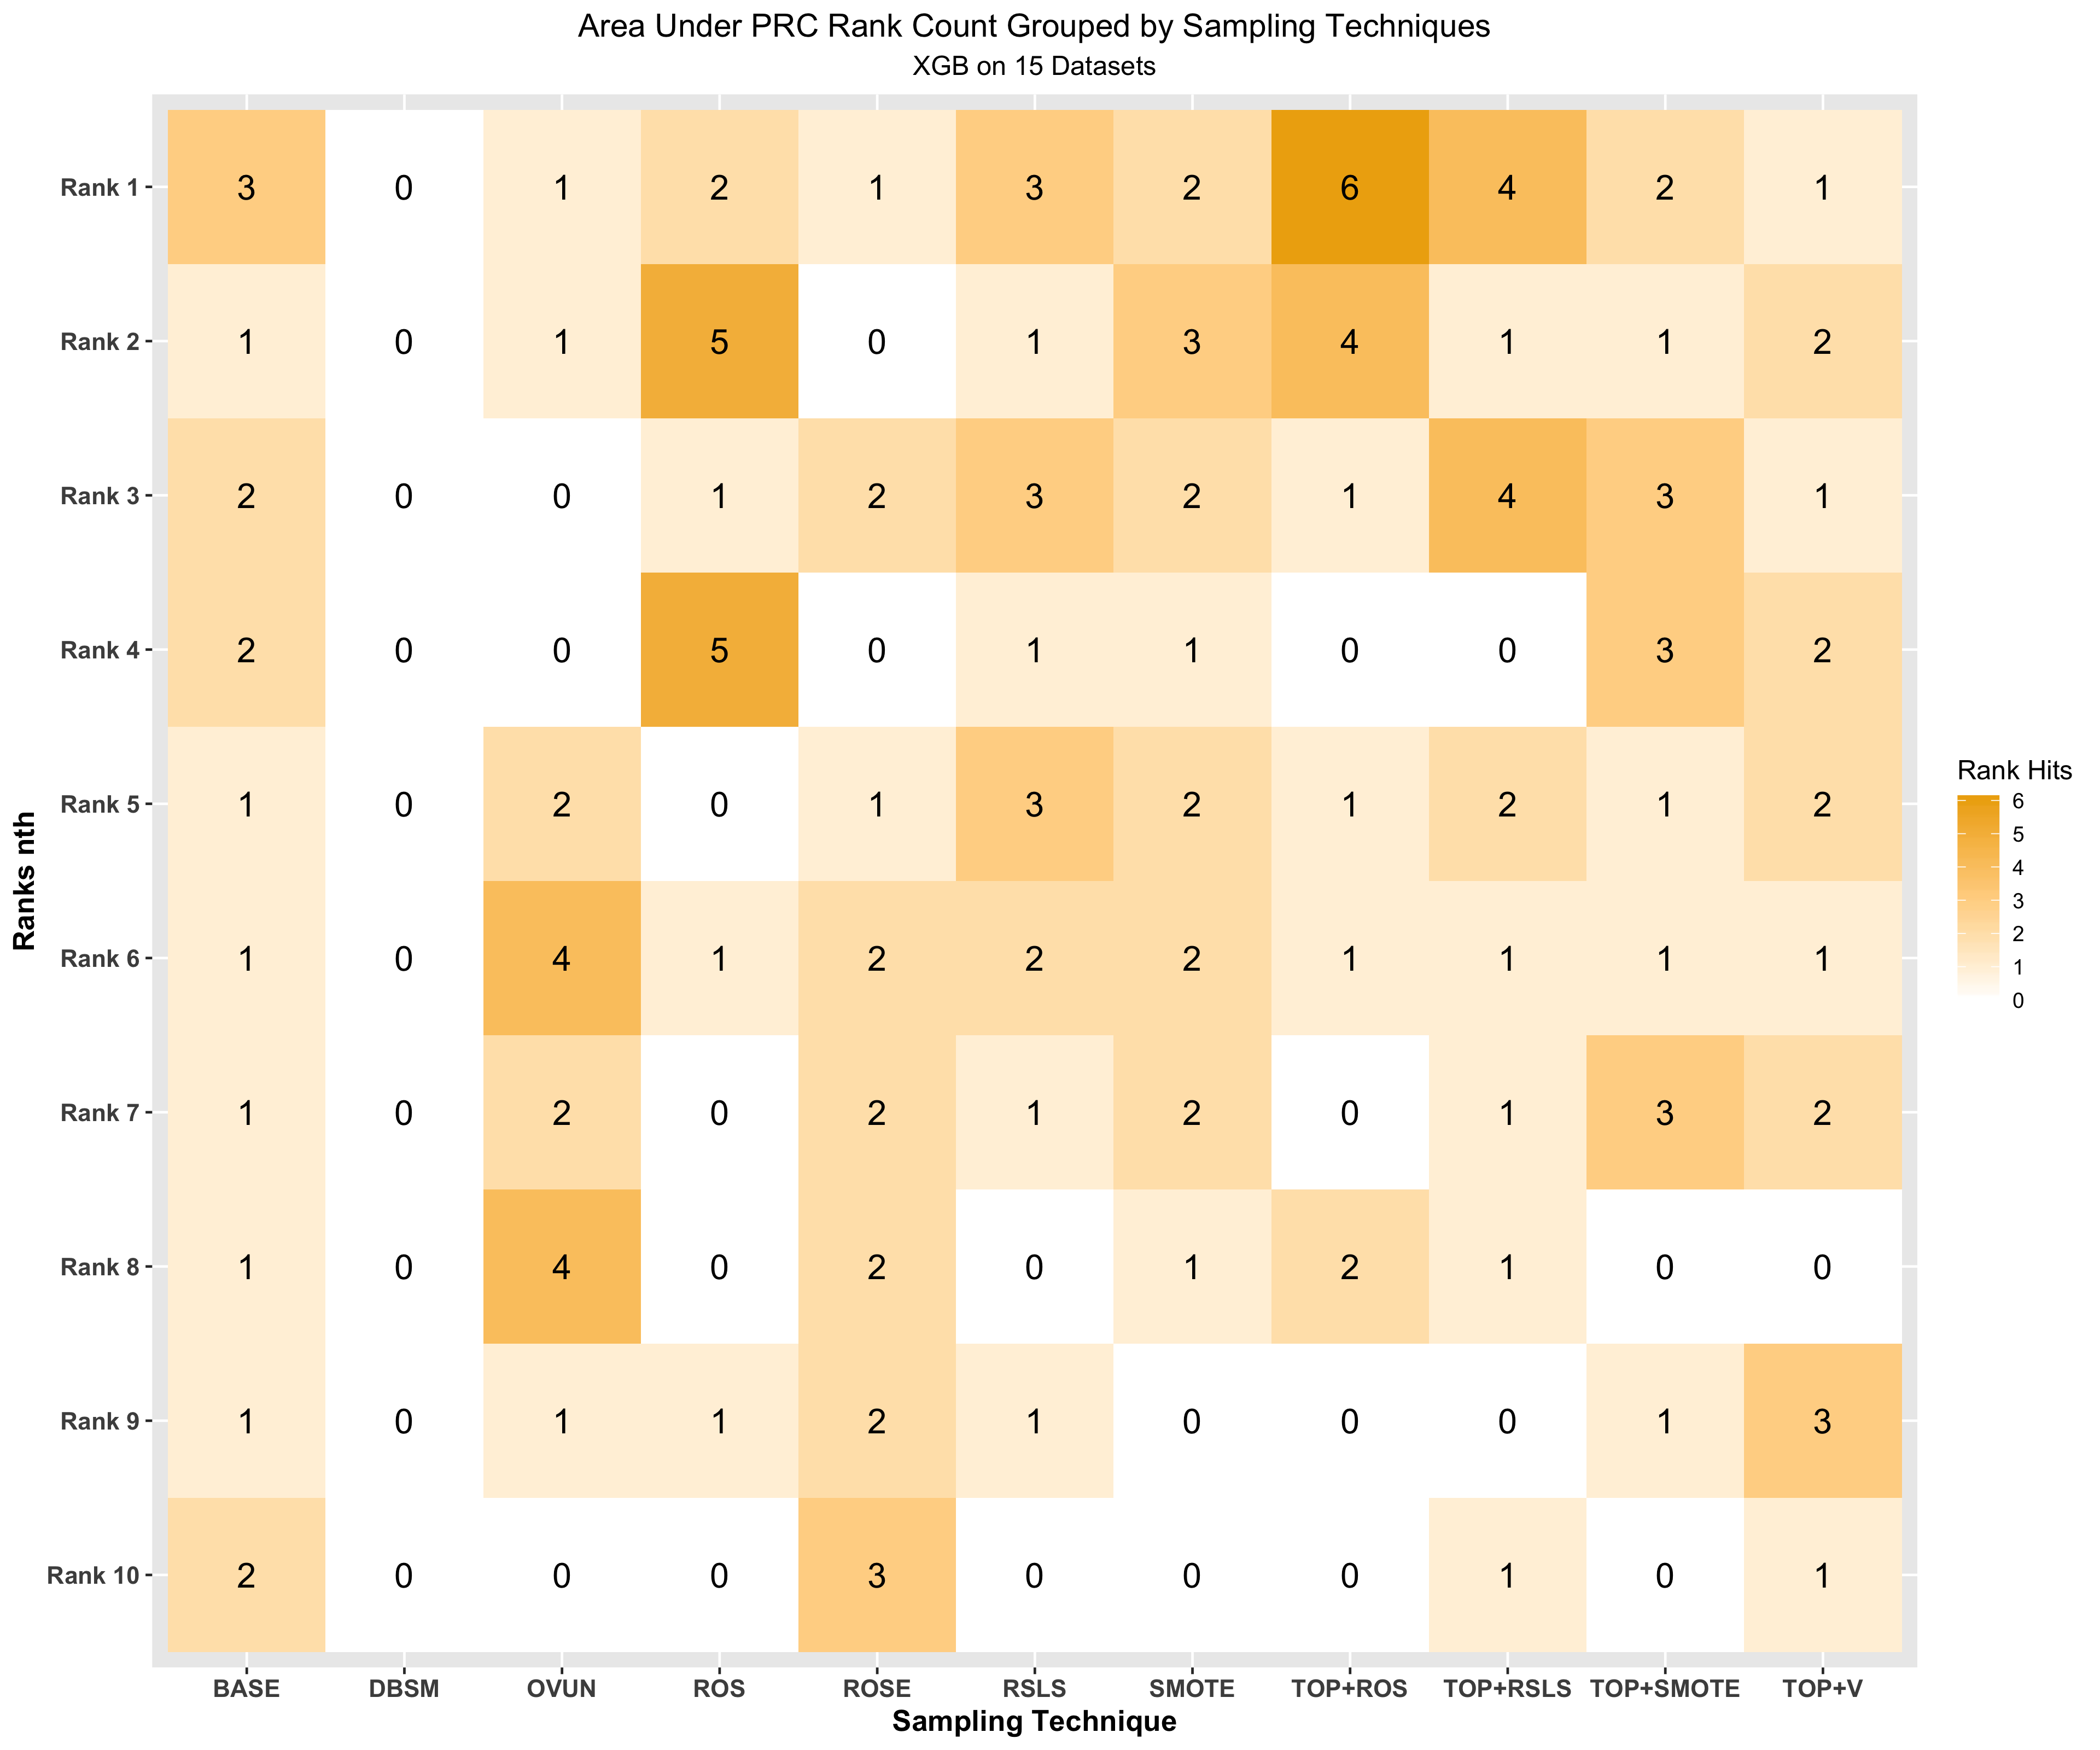 Area Under PRC Rank Count Grouped by Sampling Techniques
XGB on 15 Datasets
Rank 1 3 0 1 2 1 3 2 6 4 2 1
Rank 2 1 0 1 5 0 1 3 4 1 1 2
Rank 3 2 0 0 1 2 3 2 1 4 3 1
Rank 4 2 0 0 5 0 1 1 0 0 3 2
Rank 5 1 0 2 0 1 3 2 1 2 1 2
Rank 6 1 0 4 1 2 2 2 1 1 1 1
Rank 7 1 0 2 0 2 1 2 0 1 3 2
Rank 8 1 0 4 0 2 0 1 2 1 0 0
Rank 9 1 0 1 1 2 1 0 0 0 1 3
Rank 10 2 0 0 0 3 0 0 0 1 0 1
BASE DBSM OVUN ROS ROSE RSLS SMOTE TOP+ROS TOP+RSLS TOP+SMOTE TOP+V
Sampling Technique
Ranks nth
Rank Hits
6
5
4
3
2
1
0